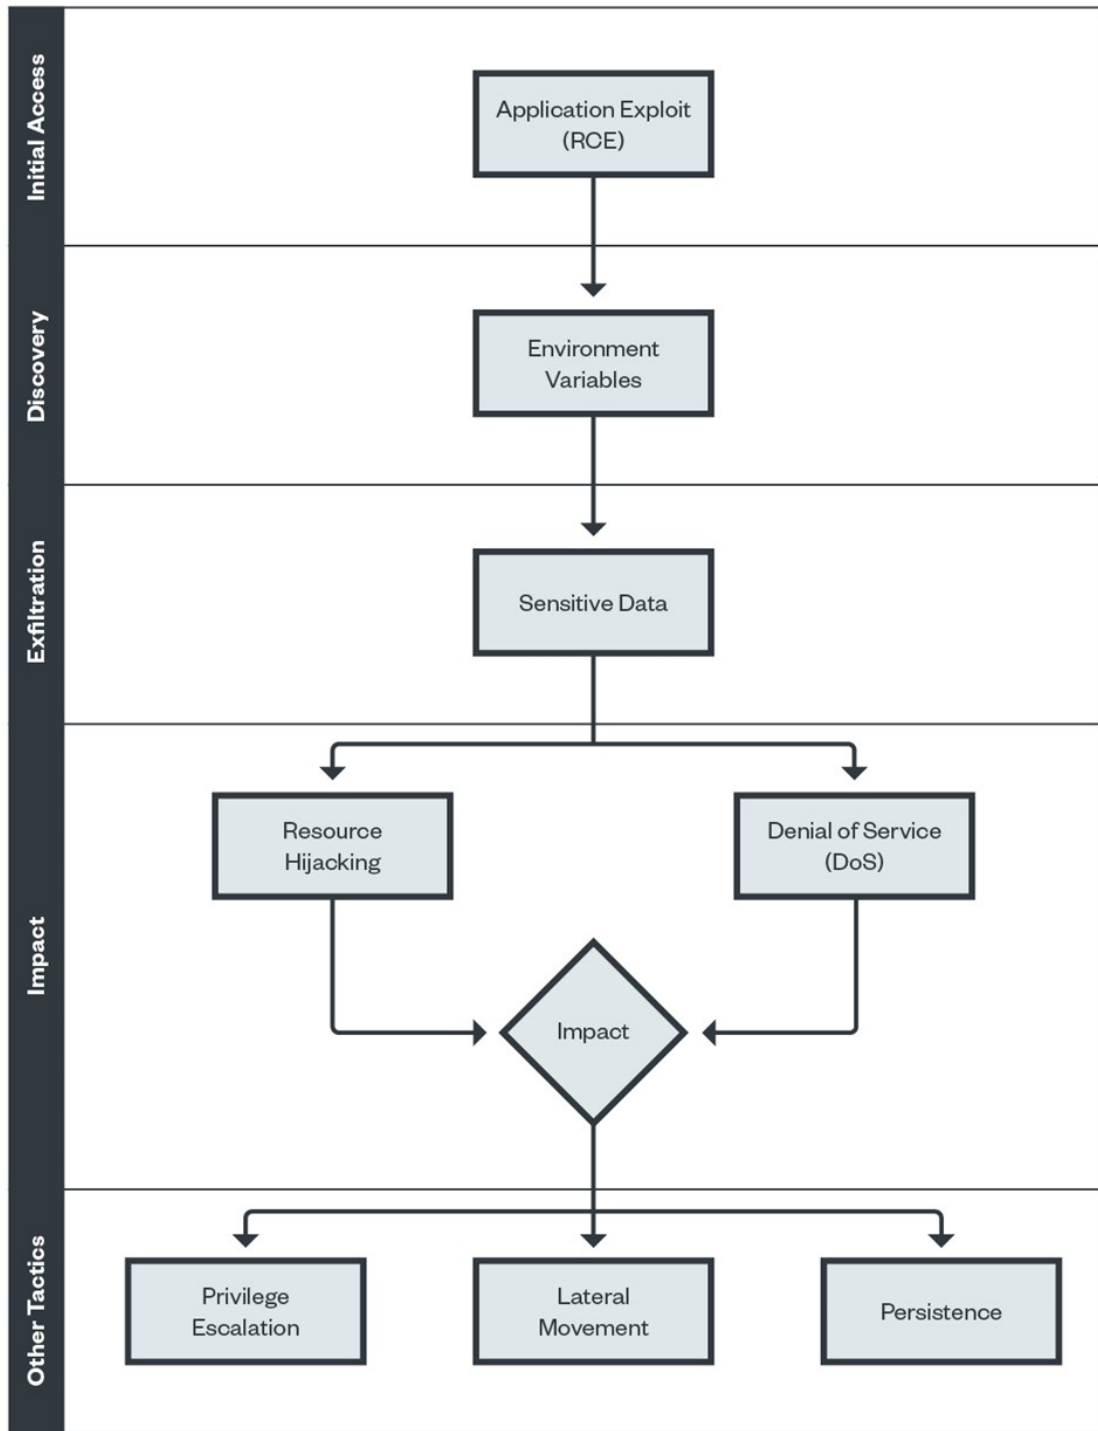 Initial Access
Application Exploit
(RCE)
Discovery
Environment
Variables
Exfiltration
Sensitive Data
Impact
Resource
Hijacking
Denial of Service
(DoS)
Impact
Other Tactics
Privilege
Escalation
Lateral
Movement
Persistence